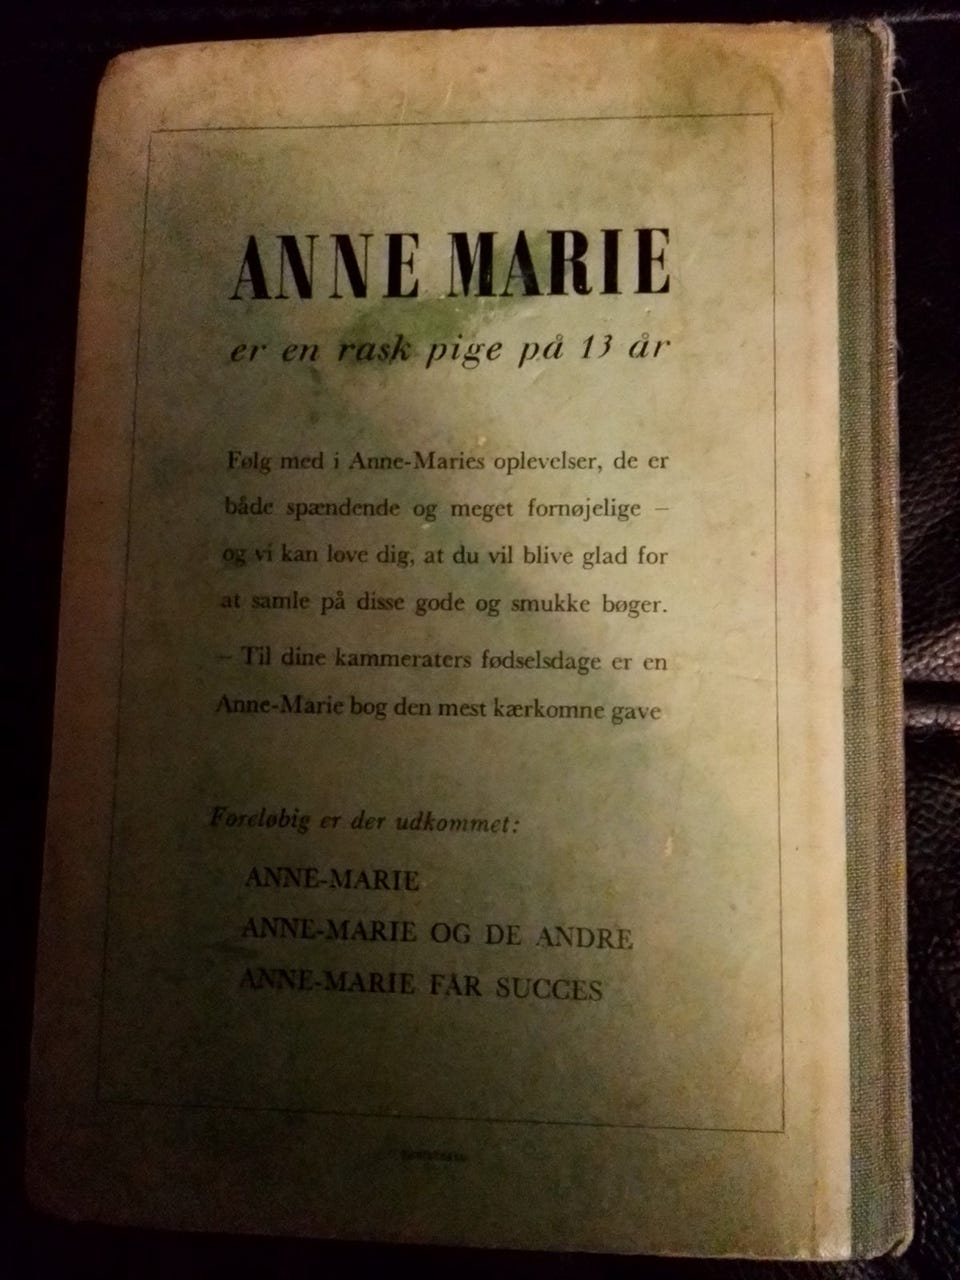 ANNE MARIE
er en rask pige på 13 år
Følg med i Anne-Maries oplevelser, de er
både spændende og meget fornøjelige –
og vi kan love dig, at du vil blive glad for
at samle på disse gode og smukke bøger.
– Til dine kammeraters fødselsdage er en
Anne-Marie bog den mest kærkomne gave
Foreløbig er der udkommet:
ANNE-MARIE
ANNE-MARIE OG DE ANDRE
ANNE-MARIE FÅR SUCCES